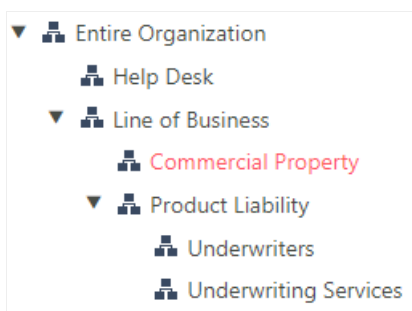 Entire Organization
Help Desk
Line of Business
Commercial Property
Product Liability
Underwriters
Underwriting Services